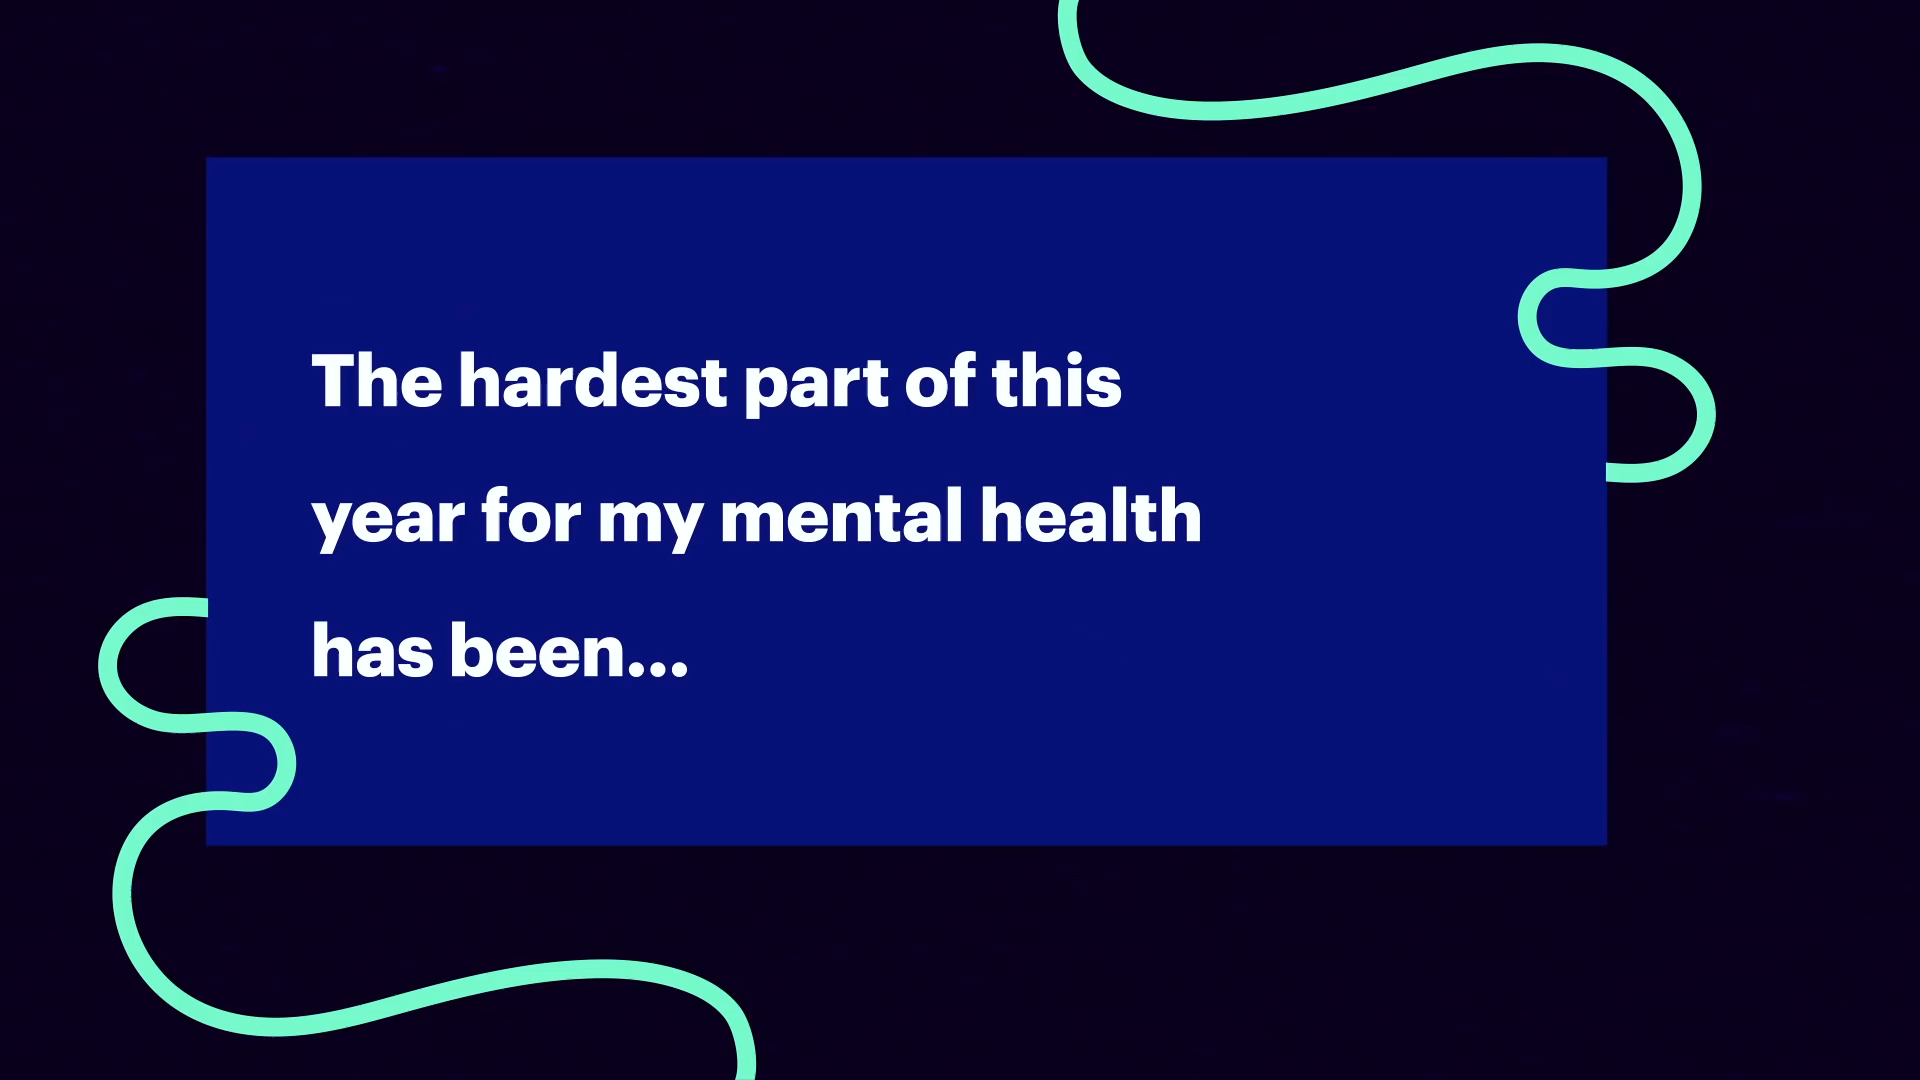 The hardest part of this
year for my mental health
has been...